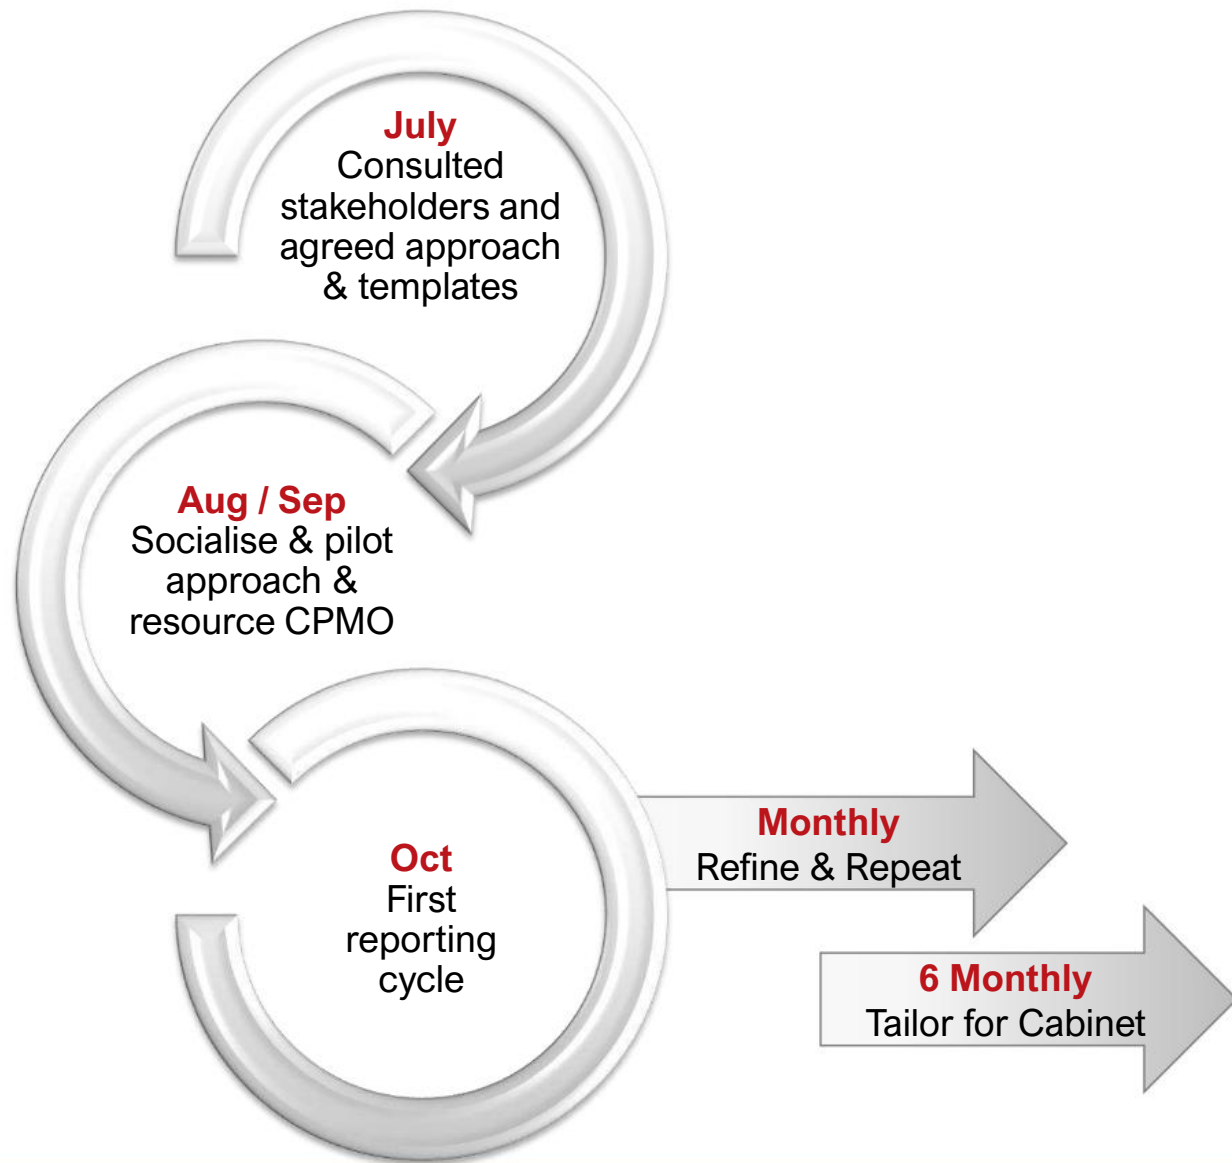 July
Consulted
stakeholders and
agreed approach
& templates
Aug / Sep
Socialise & pilot
approach &
resource CPMO
Oct
First
reporting
cycle
Monthly
Refine & Repeat
6 Monthly
Tailor for Cabinet